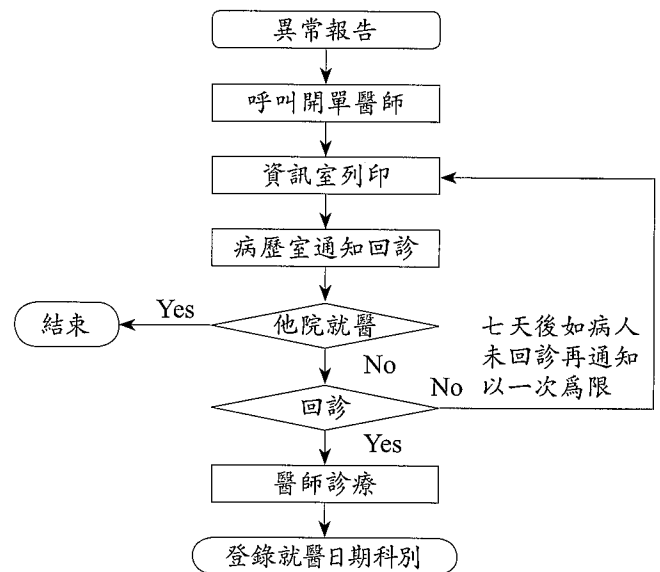 異常報告
呼叫開單醫師
資訊室列印
病歷室通知回診
結束
Yes
他院就醫
No
七天後如病人
未回診再通知
以一次爲限
回診
No
Yes
醫師診療
登錄就醫日期科別